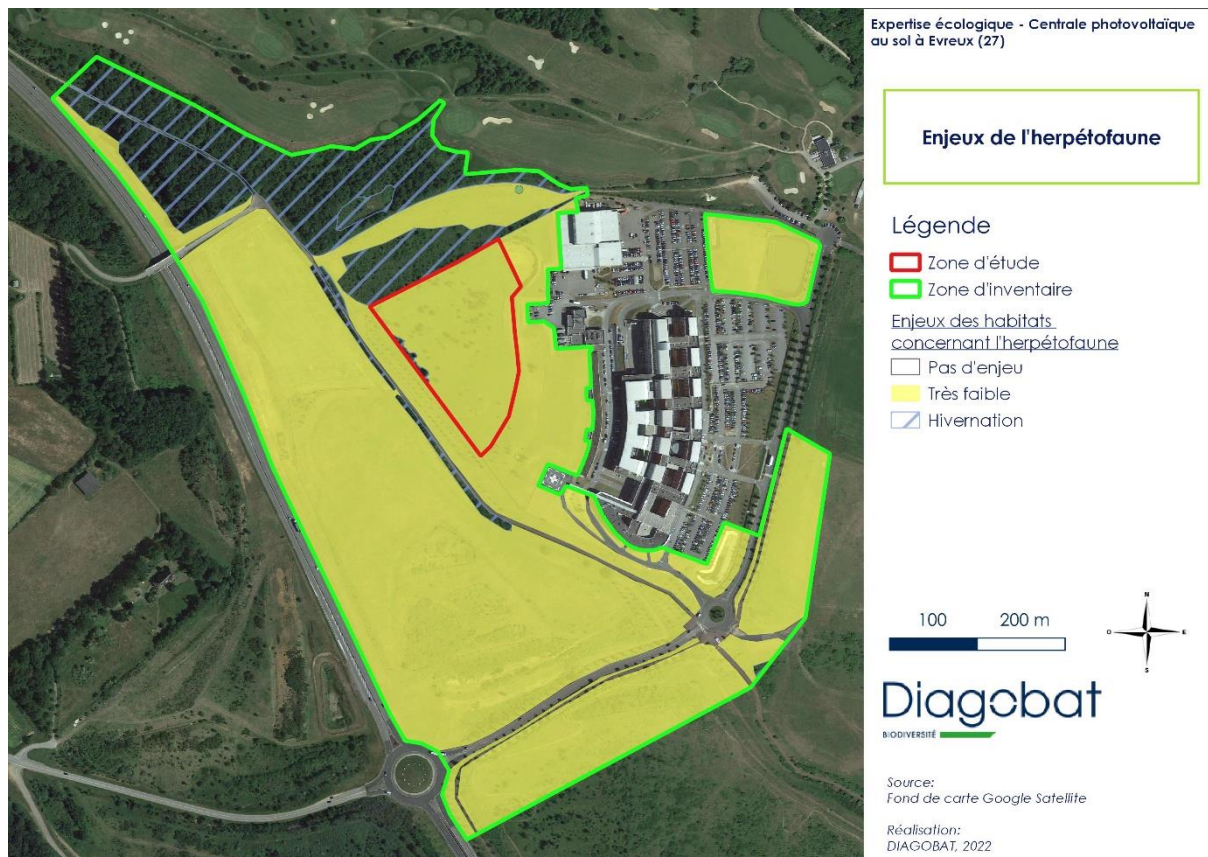 Expertise écologique - Centrale photovoltaïque
au sol à Evreux (27)
Enjeux de l'herpétofaune
Légende
Zone d'étude
Zone d'inventaire
Enjeux des habitats
concernant l'herpétofaune
Pas d'enjeu
Très faible
Hivernation
100 200 m
N
O E
S
Diagobat
BIODIVERSITÉ
Source:
Fond de carte Google Satellite
Réalisation:
DIAGOBAT, 2022